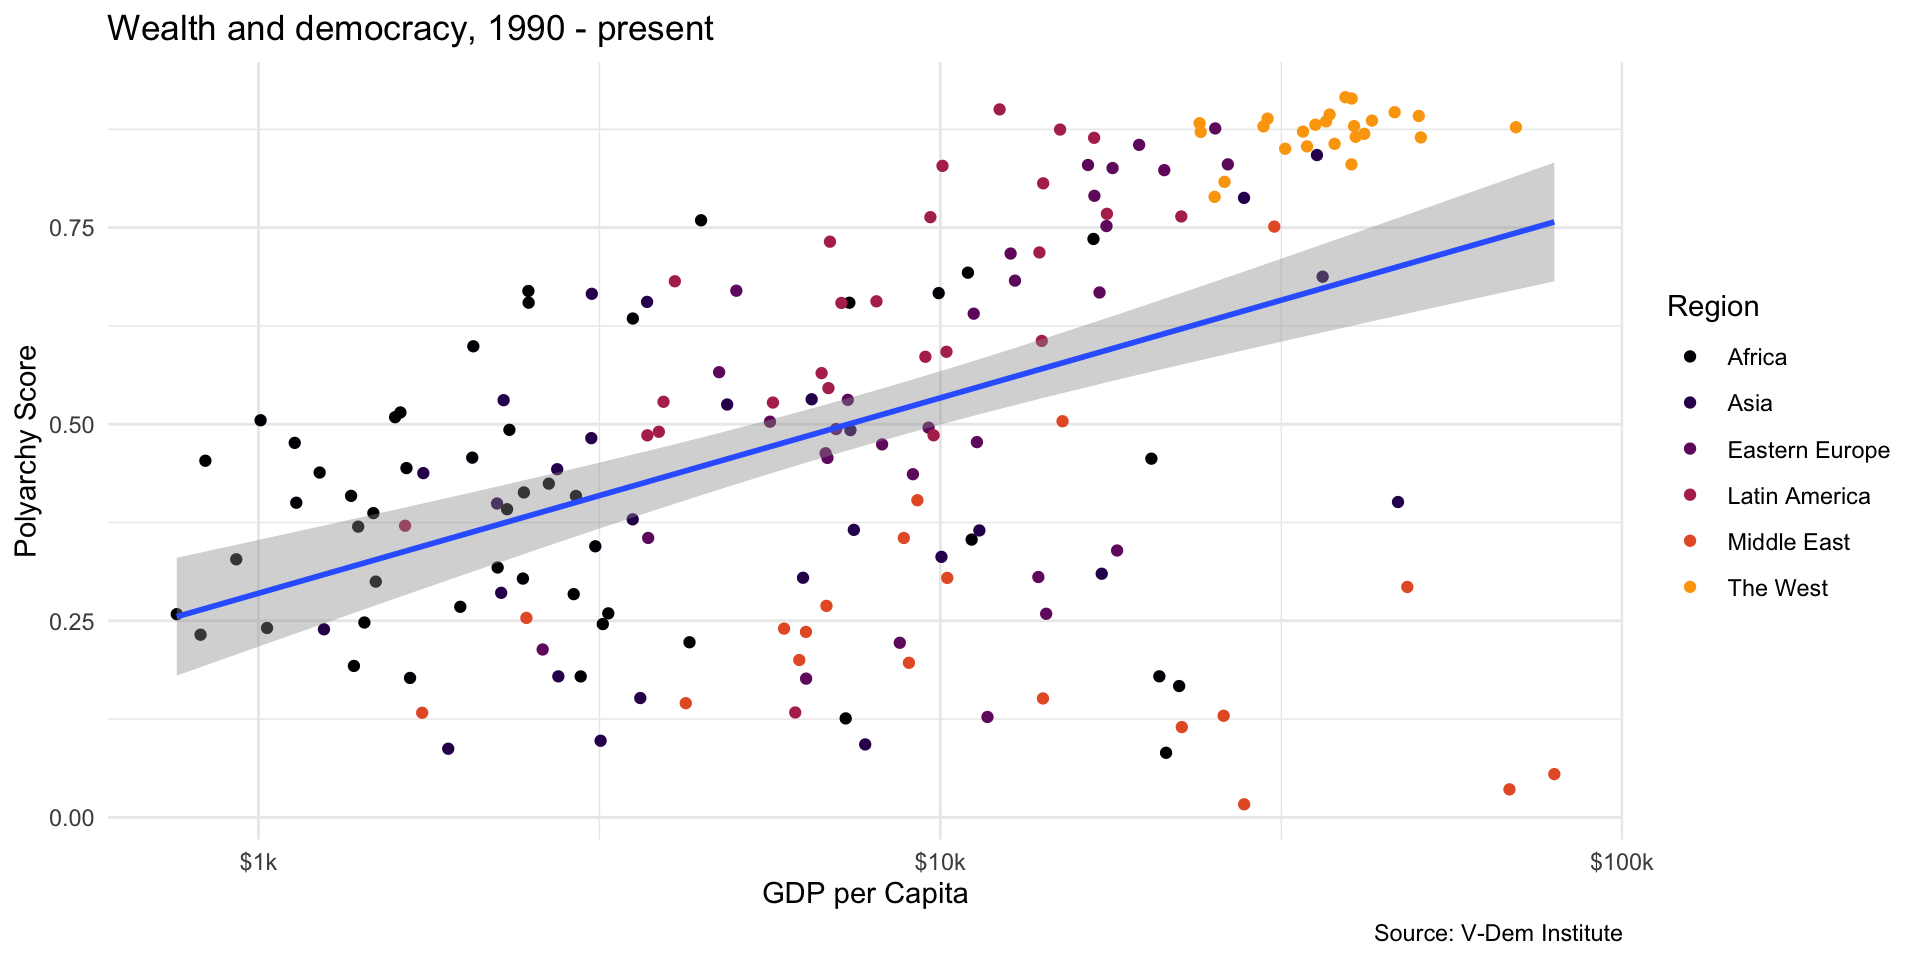 Wealth and democracy, 1990 - present
Polyarchy Score
0.75
0.50
0.25
0.00
$1k
$10k
$100k
GDP per Capita
Region
Africa
Asia
Eastern Europe
Latin America
Middle East
The West
Source: V-Dem Institute